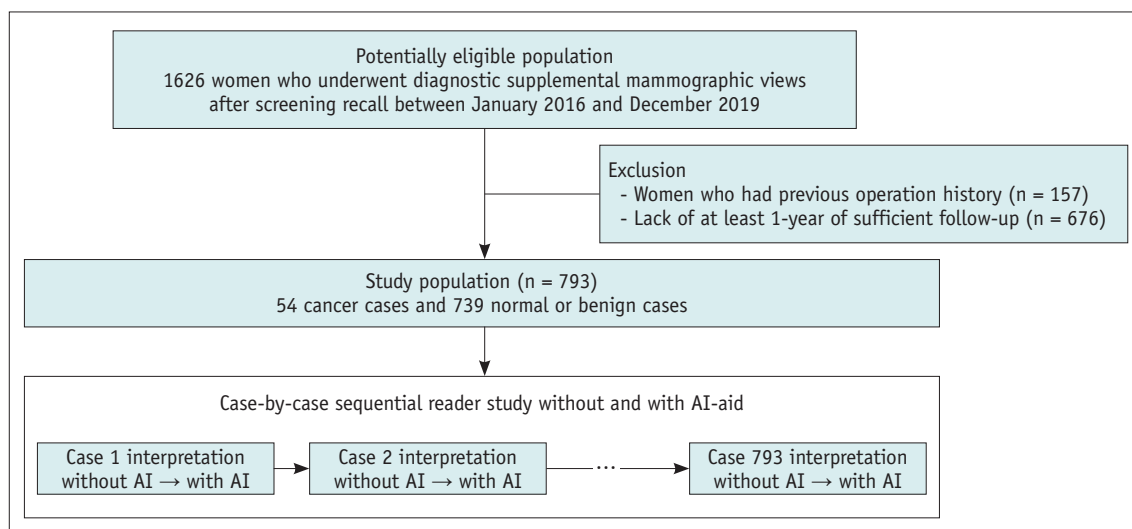 Potentially eligible population
1626 women who underwent diagnostic supplemental mammographic views
after screening recall between January 2016 and December 2019
Exclusion
- Women who had previous operation history (n = 157)
- Lack of at least 1-year of sufficient follow-up (n = 676)
Study population (n = 793)
54 cancer cases and 739 normal or benign cases
Case-by-case sequential reader study without and with AI-aid
Case 1 interpretation
without AI → with AI
Case 2 interpretation
without AI → with AI
...
Case 793 interpretation
without AI → with AI